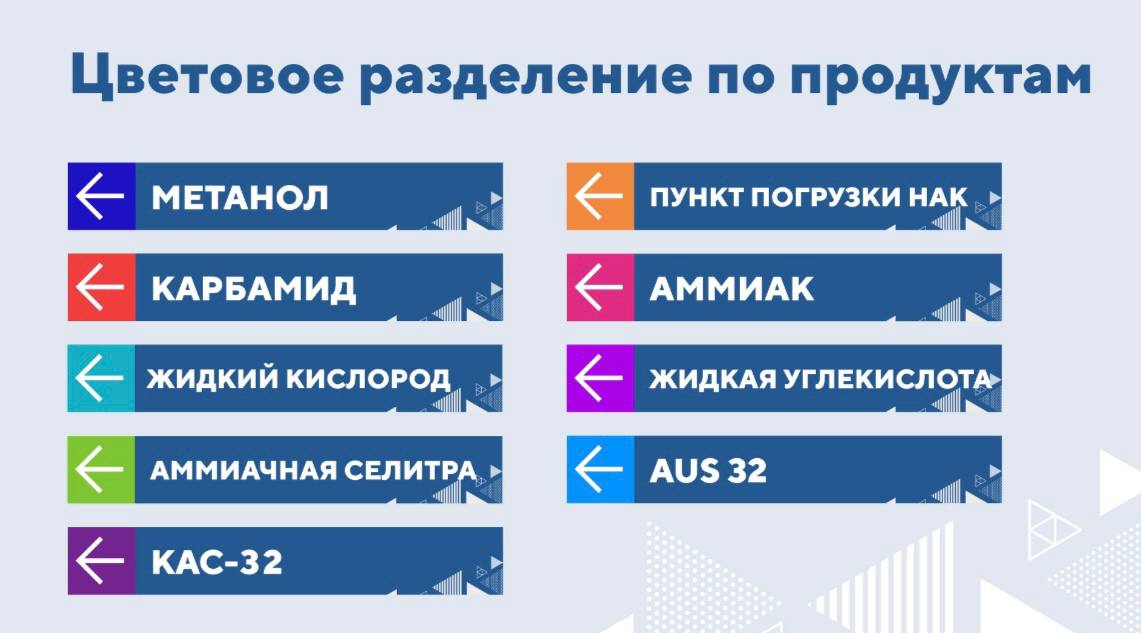 Цветовое разделение по продуктам
МЕТАНОЛ
КАРБАМИД
ЖИДКИЙ КИСЛОРОД
АММИАЧНАЯ СЕЛИТРА
КАС-32
ПУНКТ ПОГРУЗКИ НАК
АММИАК
ЖИДКАЯ УГЛЕКИСЛОТА
AUS 32